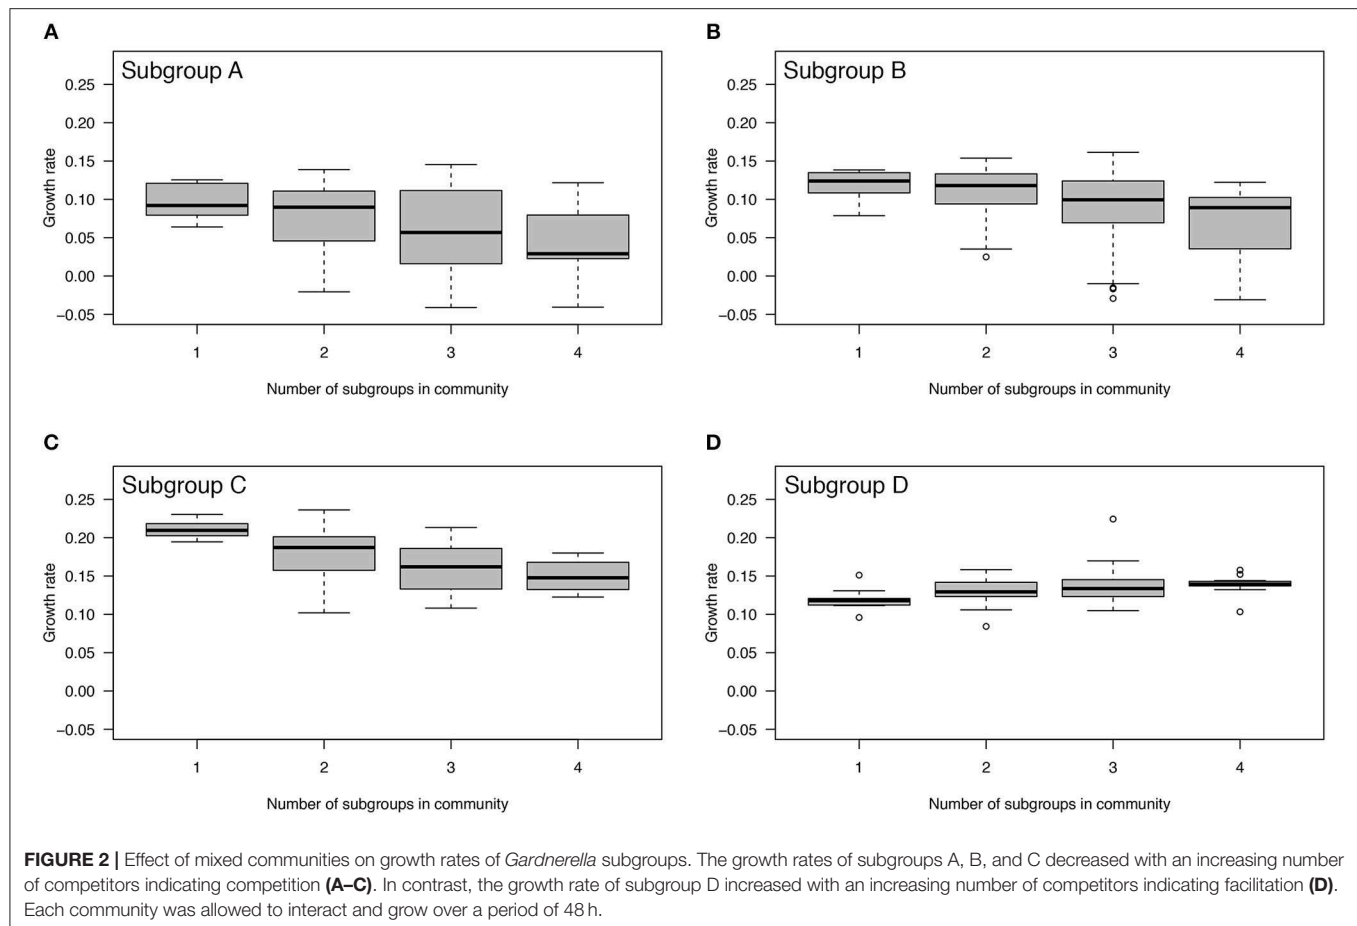 A
Subgroup A
0.25
0.20
0.15
0.10
0.05
0.00
−0.05
Growth rate
1 2 3 4
Number of subgroups in community
B
Subgroup B
0.25
0.20
0.15
0.10
0.05
0.00
−0.05
Growth rate
1 2 3 4
Number of subgroups in community
C
Subgroup C
0.25
0.20
0.15
0.10
0.05
0.00
−0.05
Growth rate
1 2 3 4
Number of subgroups in community
D
Subgroup D
0.25
0.20
0.15
0.10
0.05
0.00
−0.05
Growth rate
1 2 3 4
Number of subgroups in community
FIGURE 2 | Effect of mixed communities on growth rates of Gardnerella subgroups. The growth rates of subgroups A, B, and C decreased with an increasing number
of competitors indicating competition (A–C). In contrast, the growth rate of subgroup D increased with an increasing number of competitors indicating facilitation (D).
Each community was allowed to interact and grow over a period of 48 h.